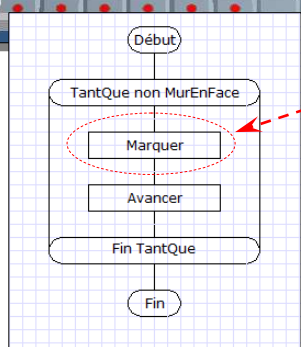 Début
TantQue non MurEnFace
Marquer
Avancer
Fin TantQue
Fin